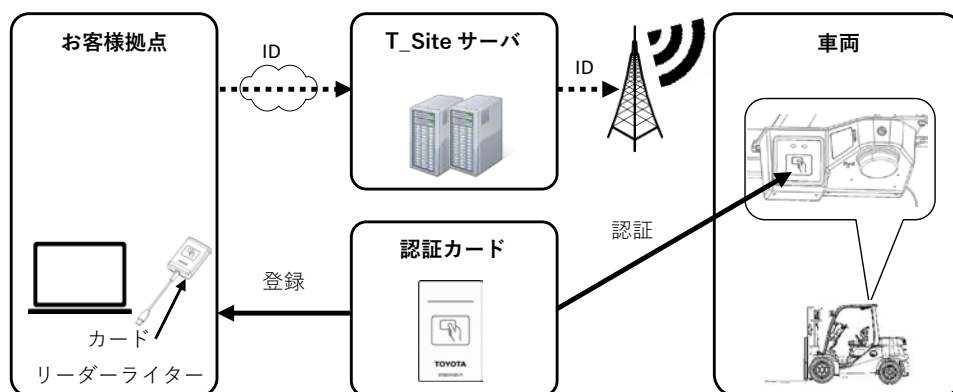 お客様拠点
ID
T_Site サーバ
ID
車両
登録
認証カード
認証
カード
リーダーライター
TOYOTA